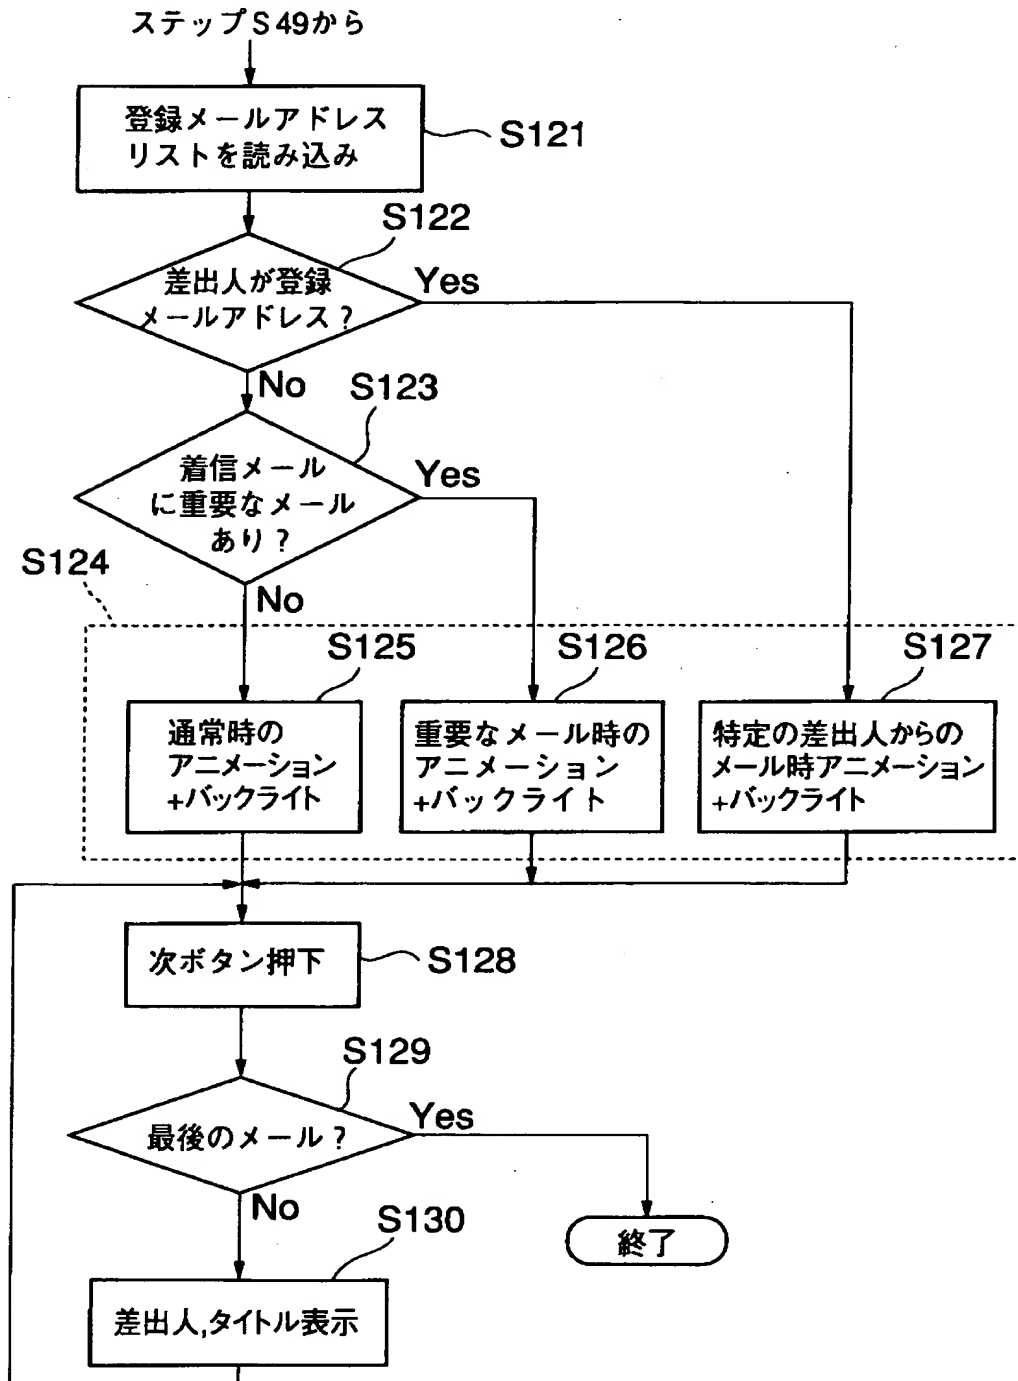 ステップS49から
登録メールアドレス
リストを読み込み
S121
S122
差出人が登録
メールアドレス?
Yes
No
S123
着信メール
に重要なメール
あり?
Yes
No
S124
S125
S126
S127
通常時の
アニメーション
+バックライト
重要なメール時の
アニメーション
+バックライト
特定の差出人からの
メール時アニメーション
+バックライト
次ボタン押下
S128
S129
最後のメール?
Yes
No
終了
S130
差出人,タイトル表示